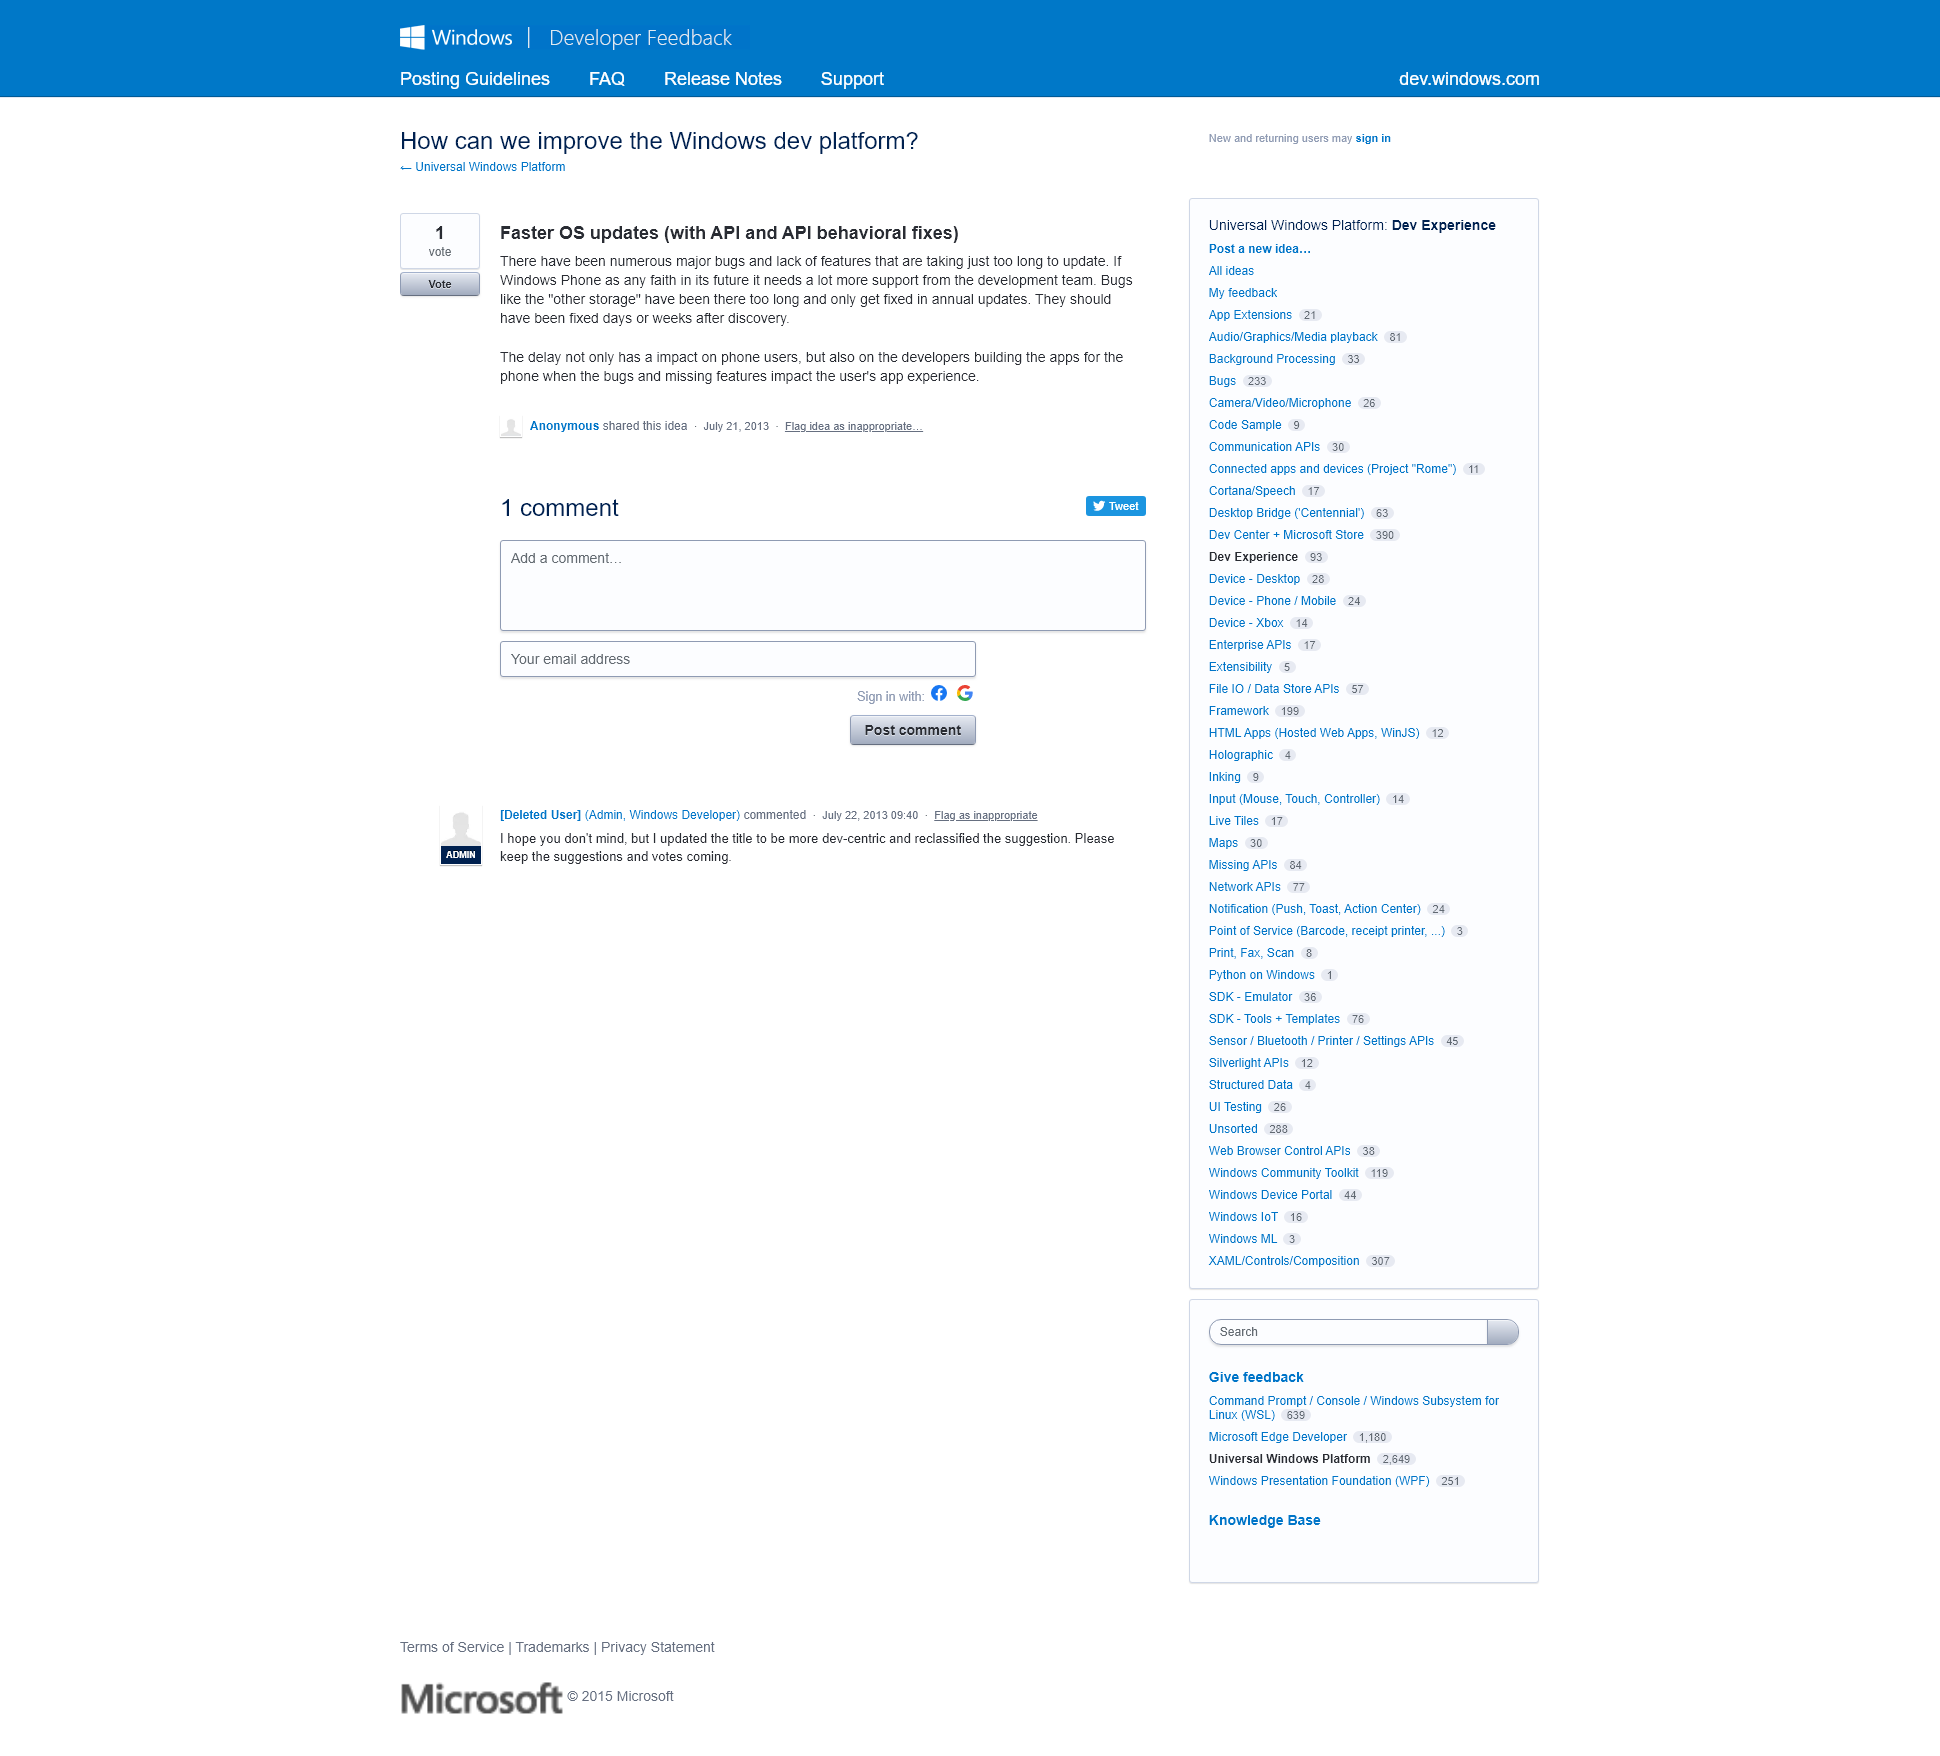 Windows | Developer Feedback
Posting Guidelines FAQ Release Notes Support dev.windows.com
How can we improve the Windows dev platform?
← Universal Windows Platform
New and returning users may sign in
1
vote
Vote
Faster OS updates (with API and API behavioral fixes)
There have been numerous major bugs and lack of features that are taking just too long to update. If
Windows Phone as any faith in its future it needs a lot more support from the development team. Bugs
like the "other storage" have been there too long and only get fixed in annual updates. They should
have been fixed days or weeks after discovery.
The delay not only has a impact on phone users, but also on the developers building the apps for the
phone when the bugs and missing features impact the user's app experience.
Anonymous shared this idea · July 21, 2013 · Flag idea as inappropriate…
1 comment
Tweet
Add a comment…
Your email address
Sign in with:
Post comment
[Deleted User] (Admin, Windows Developer) commented · July 22, 2013 09:40 · Flag as inappropriate
ADMIN
I hope you don't mind, but I updated the title to be more dev-centric and reclassified the suggestion. Please
keep the suggestions and votes coming.
Universal Windows Platform: Dev Experience
Post a new idea…
All ideas
My feedback
App Extensions 21
Audio/Graphics/Media playback 81
Background Processing 33
Bugs 233
Camera/Video/Microphone 26
Code Sample 9
Communication APIs 30
Connected apps and devices (Project "Rome") 11
Cortana/Speech 17
Desktop Bridge ('Centennial') 63
Dev Center + Microsoft Store 390
Dev Experience 93
Device - Desktop 28
Device - Phone / Mobile 24
Device - Xbox 14
Enterprise APIs 17
Extensibility 5
File IO / Data Store APIs 57
Framework 199
HTML Apps (Hosted Web Apps, WinJS) 12
Holographic 4
Inking 9
Input (Mouse, Touch, Controller) 14
Live Tiles 17
Maps 30
Missing APIs 84
Network APIs 77
Notification (Push, Toast, Action Center) 24
Point of Service (Barcode, receipt printer, ...) 3
Print, Fax, Scan 8
Python on Windows 1
SDK - Emulator 36
SDK - Tools + Templates 76
Sensor / Bluetooth / Printer / Settings APIs 45
Silverlight APIs 12
Structured Data 4
UI Testing 26
Unsorted 288
Web Browser Control APIs 38
Windows Community Toolkit 119
Windows Device Portal 44
Windows IoT 16
Windows ML 3
XAML/Controls/Composition 307
Search
Give feedback
Command Prompt / Console / Windows Subsystem for
Linux (WSL) 639
Microsoft Edge Developer 1,180
Universal Windows Platform 2,649
Windows Presentation Foundation (WPF) 251
Knowledge Base
Terms of Service | Trademarks | Privacy Statement
Microsoft © 2015 Microsoft